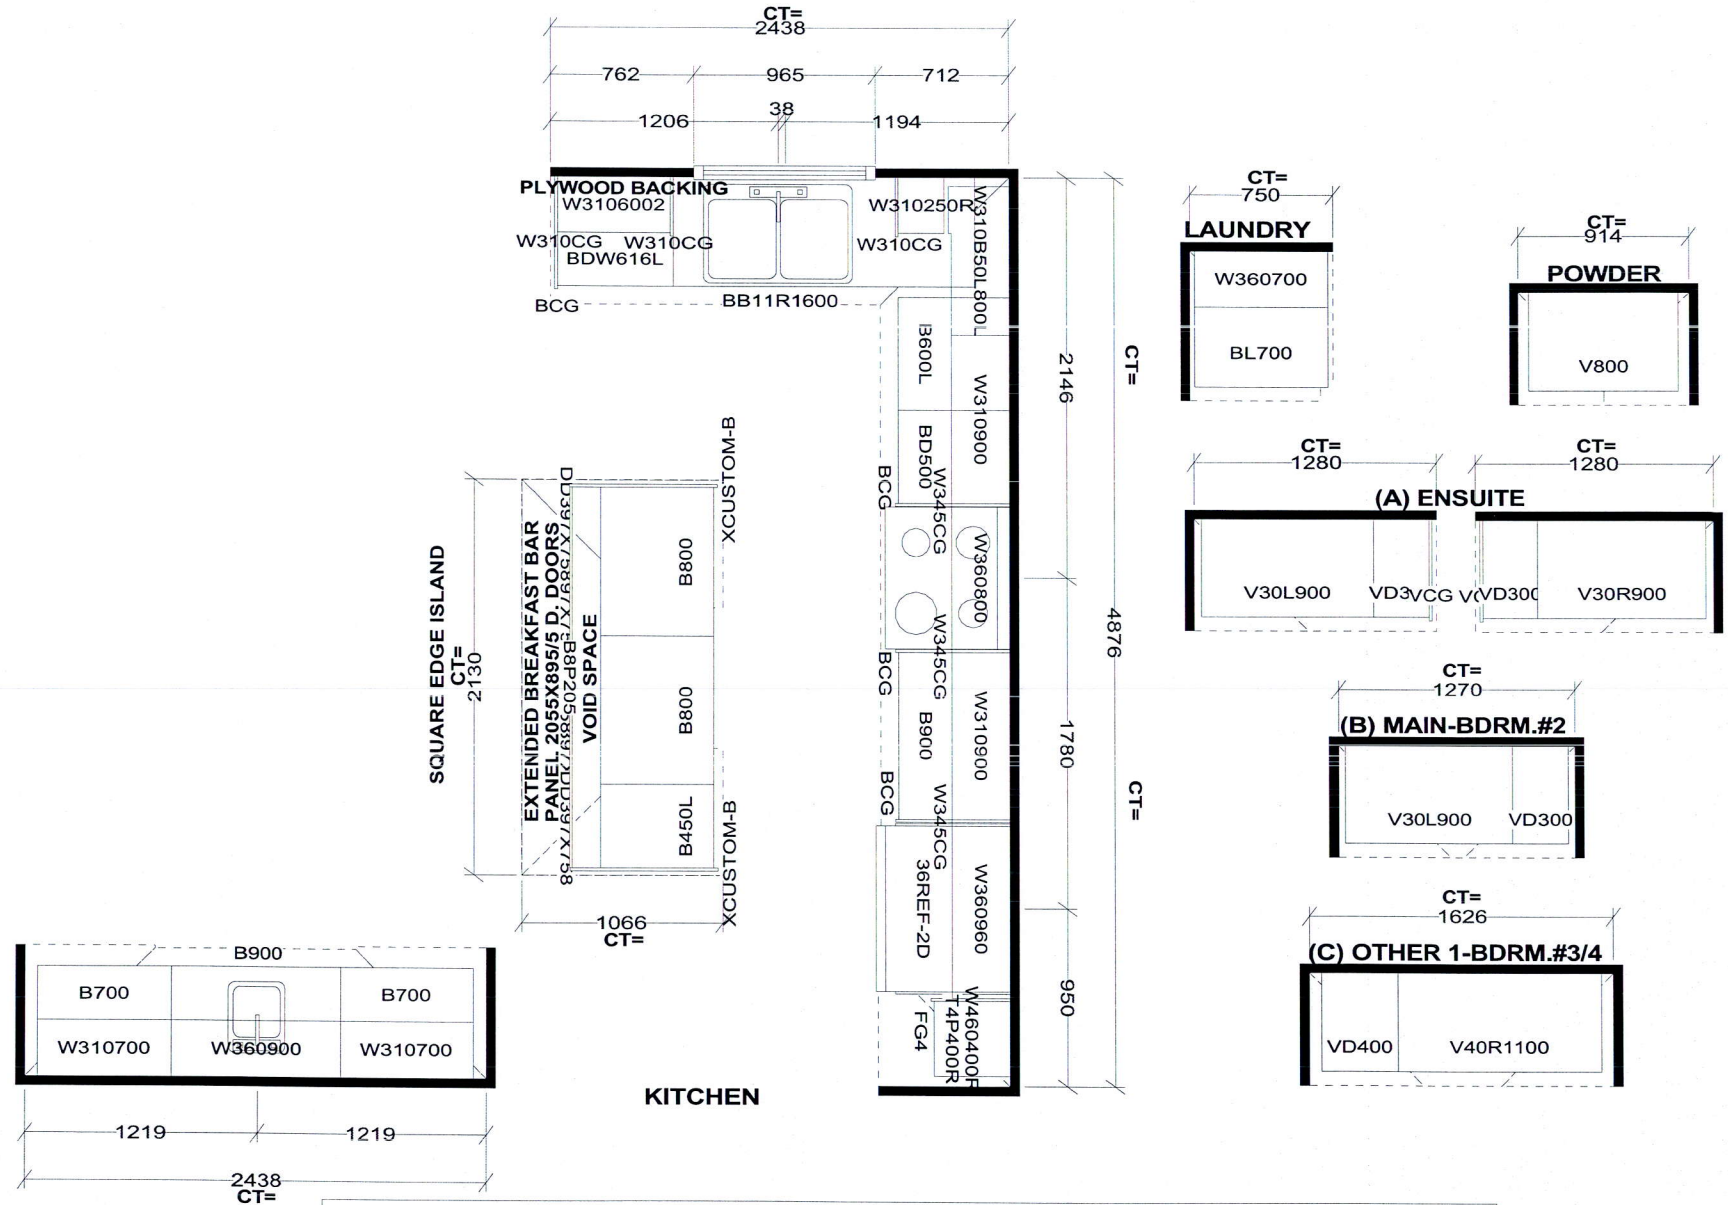 CT=
2438
762
965
712
38
1206
1194
PLYWOOD BACKING
W3106002
W310CG
W310CG
BDW616L
W310250R
W310CG
BCG
BB11R1600
W310B50L800L
B600L
W310900
BD500
BCG
W345CG
W360800
W345CG
BCG
B900
W310900
BCG
W345CG
36REF-2D
W360960
W460400R
T4P400R
FG4
2146
1780
950
4876
CT=
CT=
SQUARE EDGE ISLAND
CT=
2130
EXTENDED BREAKFAST BAR
PANEL 2055X895/5 D. DOORS
VOID SPACE
B800
B800
B450L
XCUSTOM-B
XCUSTOM-B
1066
CT=
KITCHEN
B900
B700
B700
W310700
W360900
W310700
1219
1219
2438
CT=
CT=
750
LAUNDRY
W360700
BL700
CT=
914
POWDER
V800
CT=
1280
CT=
1280
(A) ENSUITE
V30L900
VCG
VD300
V30R900
CT=
1270
(B) MAIN-BDRM.#2
V30L900
VD300
CT=
1626
(C) OTHER 1-BDRM.#3/4
VD400
V40R1100